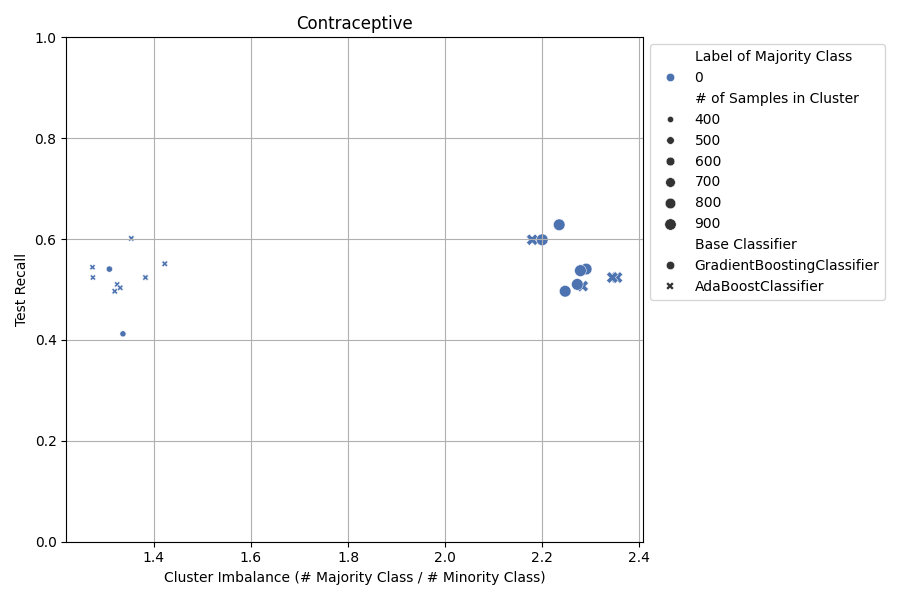 Contraceptive
1.0
0.8
0.6
0.4
0.2
0.0
Test Recall
1.4
1.6
1.8
2.0
2.2
2.4
Cluster Imbalance (# Majority Class / # Minority Class)
Label of Majority Class
0
# of Samples in Cluster
400
500
600
700
800
900
Base Classifier
GradientBoostingClassifier
AdaBoostClassifier